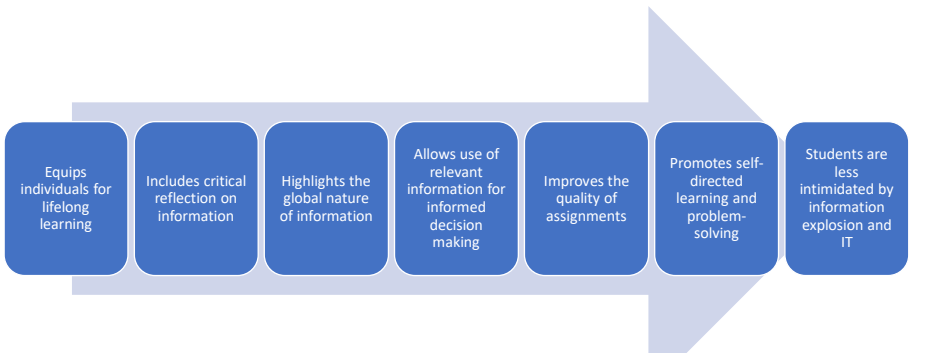 Equips
individuals for
lifelong
learning
Includes critical
reflection on
information
Highlights the
global nature
of information
Allows use of
relevant
information for
informed
decision
making
Improves the
quality of
assignments
Promotes self-
directed
learning and
problem-
solving
Students are
less
intimidated by
information
explosion and
IT